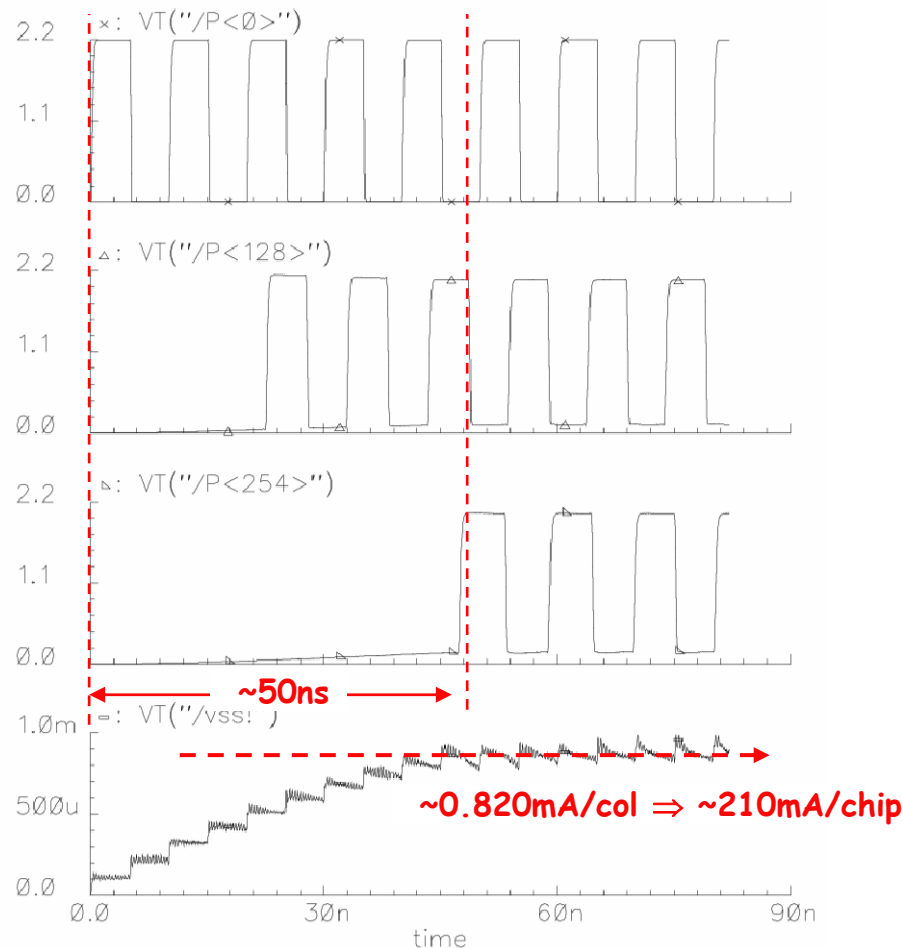 ×: VT("/P<0>")
2.2
1.1
0.0
▵: VT("/P<128>")
2.2
1.1
0.0
⊾: VT("/P<254>")
2.2
1.1
0.0
~50ns
▭: VT("/vss!")
1.0m
500u
0.0
~0.820mA/col ⇒ ~210mA/chip
0.0 30n 60n 90n
time